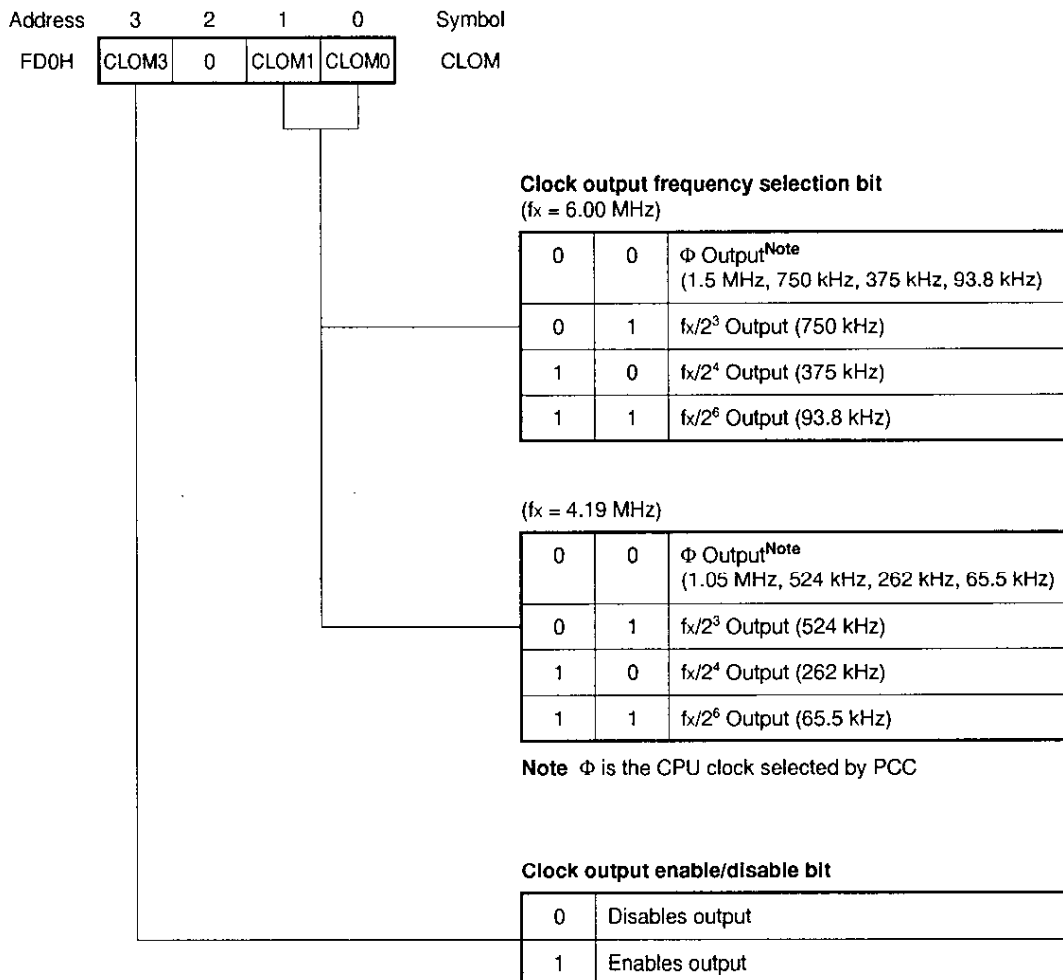 Address 3 2 1 0 Symbol
FD0H CLOM3 0 CLOM1 CLOM0 CLOM
Clock output frequency selection bit
(fx = 6.00 MHz)
0 0 Φ Output^Note
(1.5 MHz, 750 kHz, 375 kHz, 93.8 kHz)
0 1 fx/2³ Output (750 kHz)
1 0 fx/2⁴ Output (375 kHz)
1 1 fx/2⁶ Output (93.8 kHz)
(fx = 4.19 MHz)
0 0 Φ Output^Note
(1.05 MHz, 524 kHz, 262 kHz, 65.5 kHz)
0 1 fx/2³ Output (524 kHz)
1 0 fx/2⁴ Output (262 kHz)
1 1 fx/2⁶ Output (65.5 kHz)
Note Φ is the CPU clock selected by PCC
Clock output enable/disable bit
0 Disables output
1 Enables output